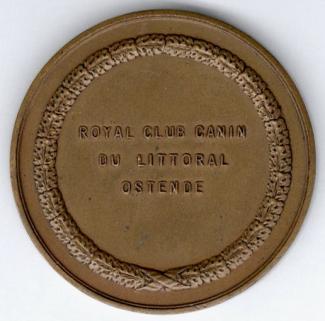 ROYAL CLUB CANIN
DU LITTORAL
OSTENDE